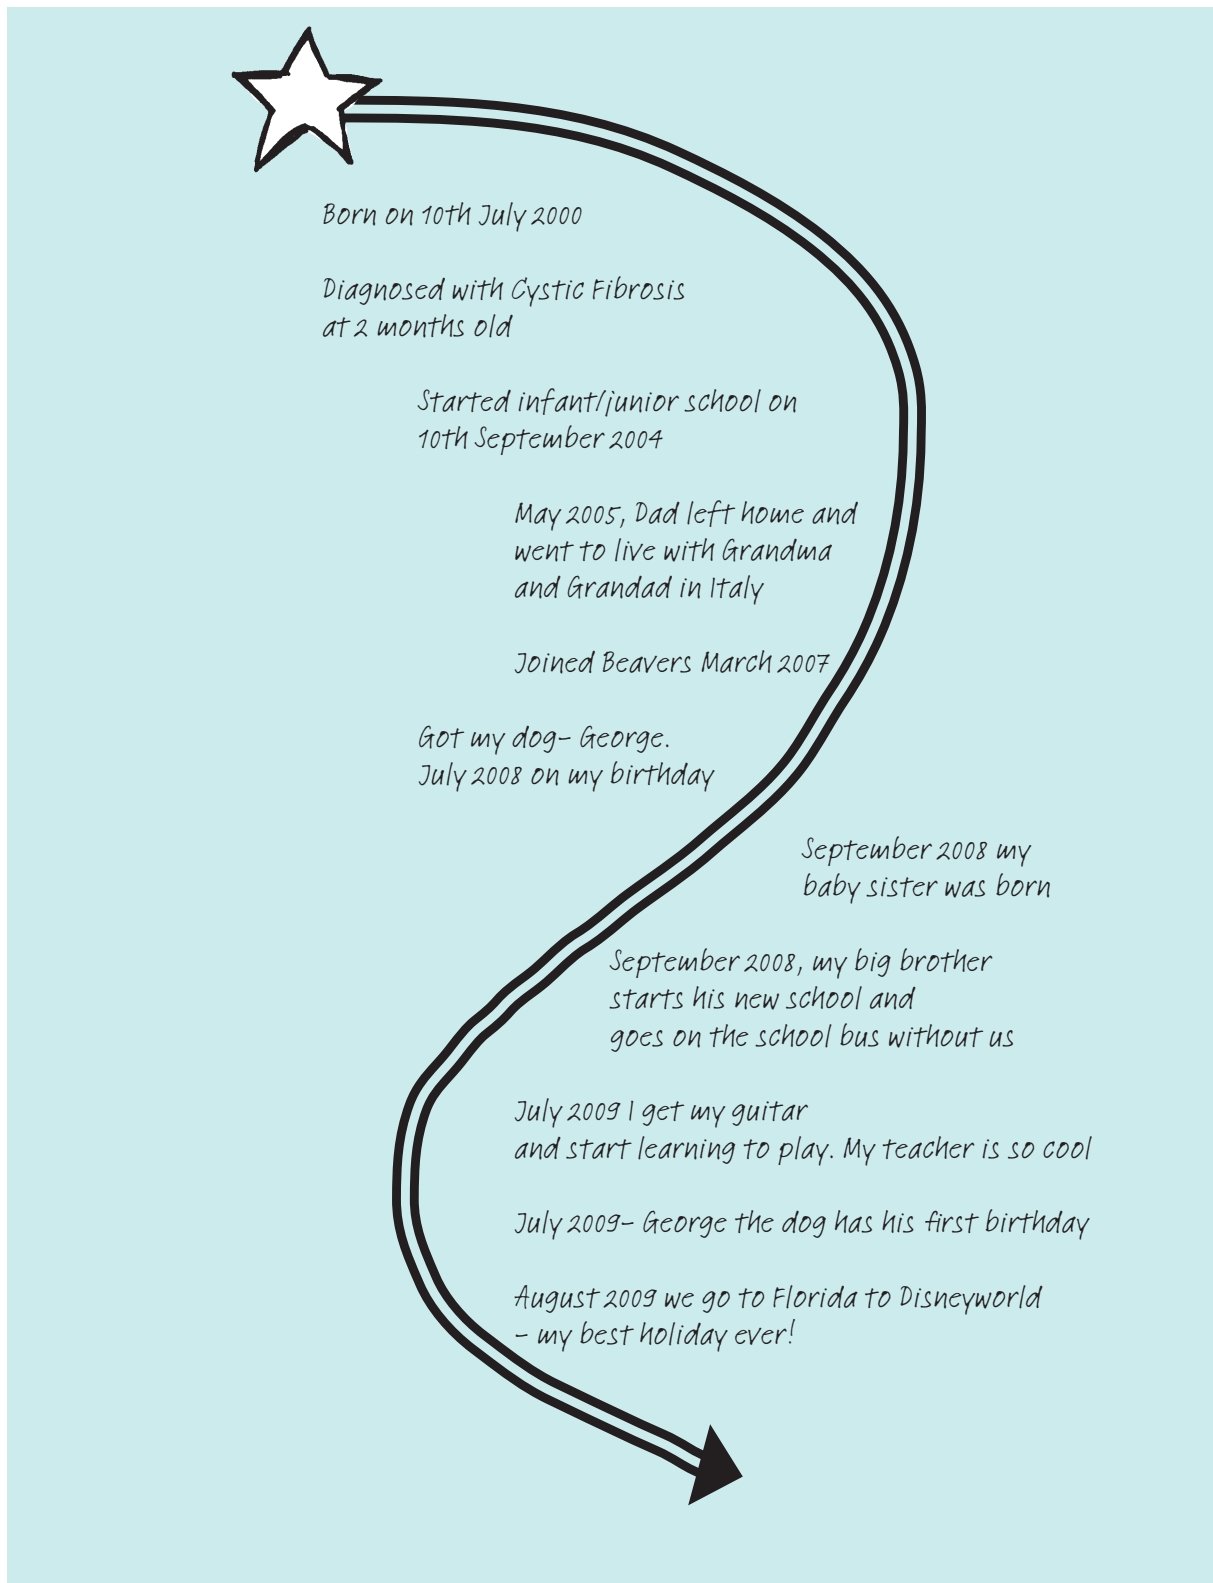 Born on 10th July 2000
Diagnosed with Cystic Fibrosis
at 2 months old
Started infant/junior school on
10th September 2004
May 2005, Dad left home and
went to live with Grandma
and Grandad in Italy
Joined Beavers March 2007
Got my dog- George.
July 2008 on my birthday
September 2008 my
baby sister was born
September 2008, my big brother
starts his new school and
goes on the school bus without us
July 2009 I get my guitar
and start learning to play. My teacher is so cool
July 2009- George the dog has his first birthday
August 2009 we go to Florida to Disneyworld
- my best holiday ever!